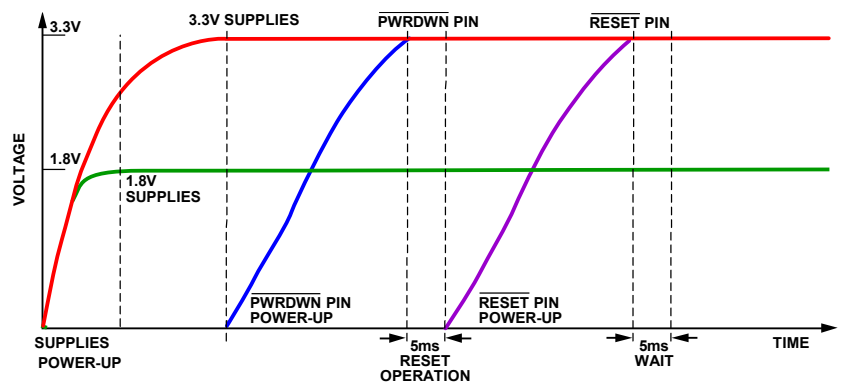 3.3V SUPPLIES
PWRDWN PIN
RESET PIN
3.3V
VOLTAGE
1.8V
1.8V
SUPPLIES
PWRDWN PIN
POWER-UP
RESET PIN
POWER-UP
SUPPLIES
POWER-UP
5ms
RESET
OPERATION
5ms
WAIT
TIME